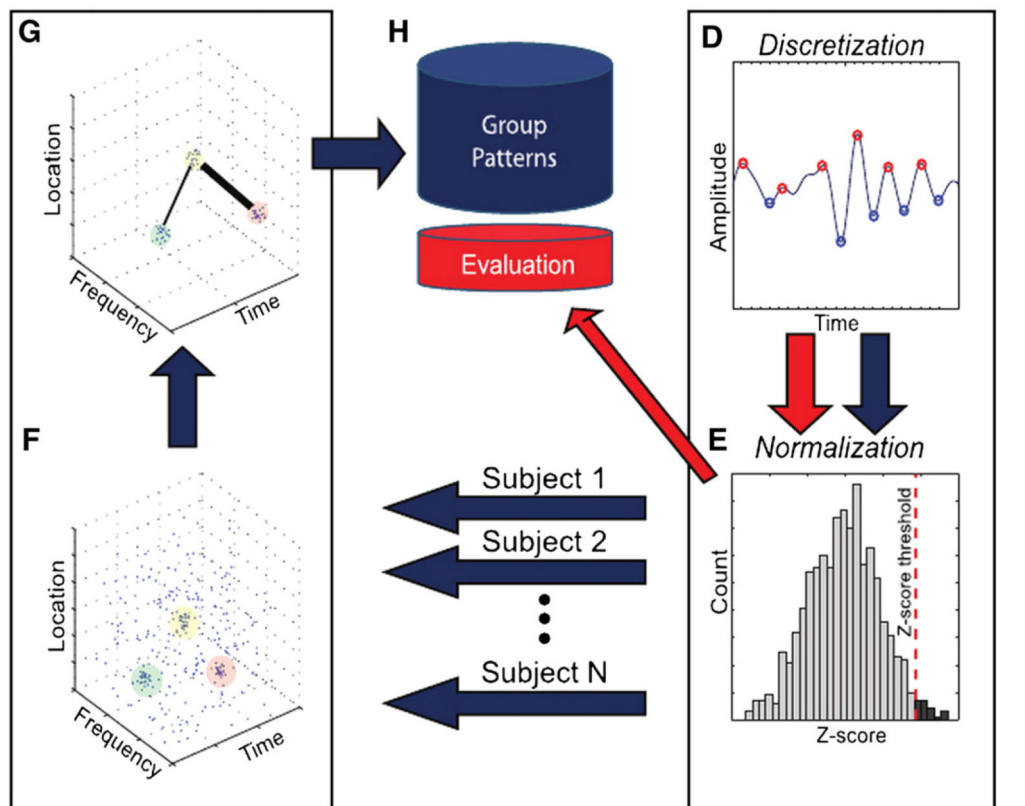 G
Location
Frequency
Time
H
Group
Patterns
Evaluation
D
Discretization
Amplitude
Time
F
Location
Frequency
Time
Subject 1
Subject 2
Subject N
E
Normalization
Count
Z-score threshold
Z-score